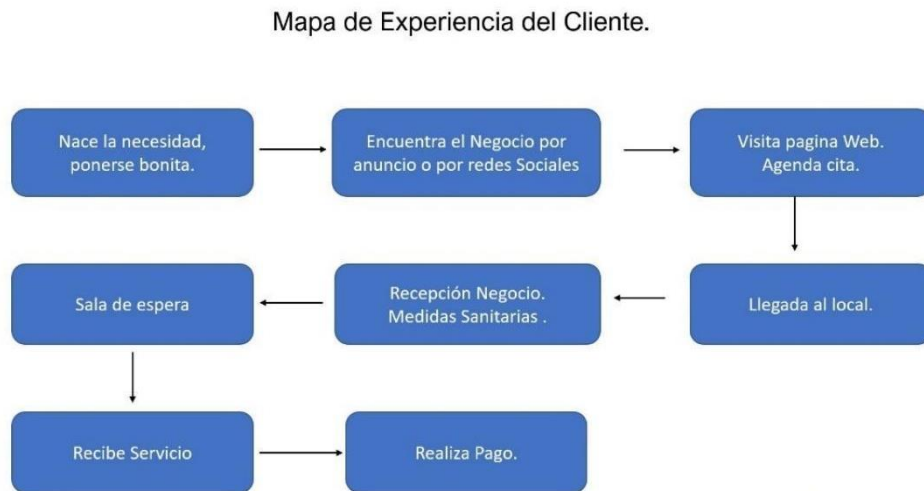 Mapa de Experiencia del Cliente.
Nace la necesidad,
ponerse bonita.
Encuentra el Negocio por
anuncio o por redes Sociales
Visita pagina Web.
Agenda cita.
Llegada al local.
Recepción Negocio.
Medidas Sanitarias .
Sala de espera
Recibe Servicio
Realiza Pago.